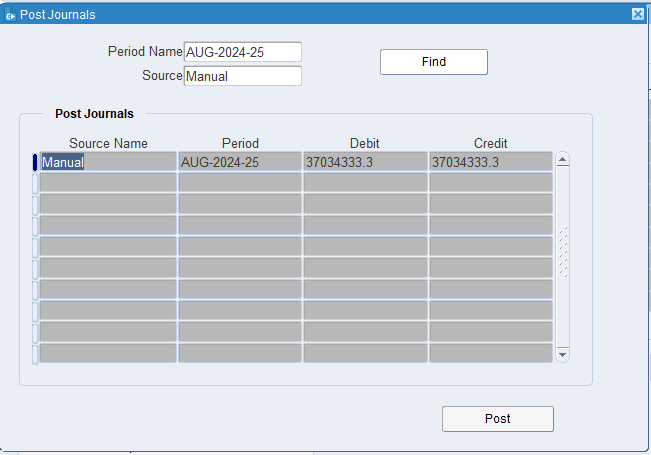 Post Journals
Period Name AUG-2024-25
Find
Source Manual
Post Journals
Source Name Period Debit Credit
Manual AUG-2024-25 37034333.3 37034333.3
Post